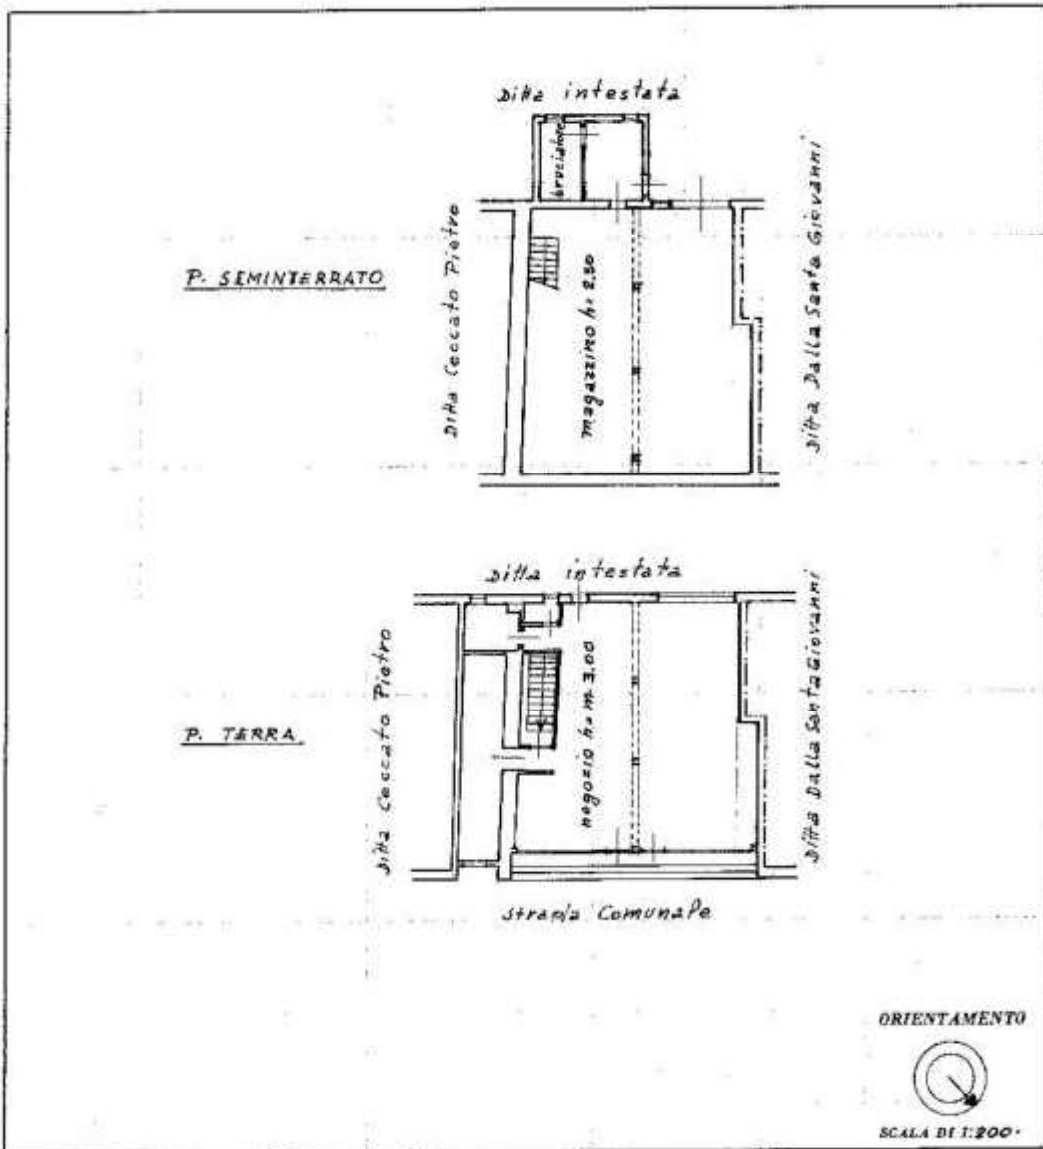 Ditta intestata
bruciatore
P. SEMINTERRATO
Ditta Ceccato Pietro
magazzino h= 2.50
Ditta Dalla Santa Giovanni
Ditta intestata
P. TERRA
Ditta Ceccato Pietro
negozio h= m. 3.00
Ditta Dalla Santa Giovanni
Strada Comunale
ORIENTAMENTO
SCALA DI 1:200.